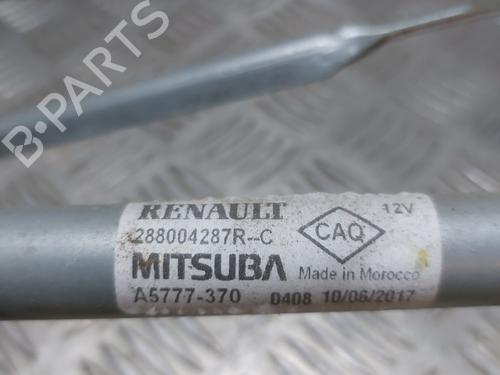 RENAULT
288004287R--C
CAQ
12V
MITSUBA
Made in Morocco
A5777-370 0408 10/06/2017
B-PARTS